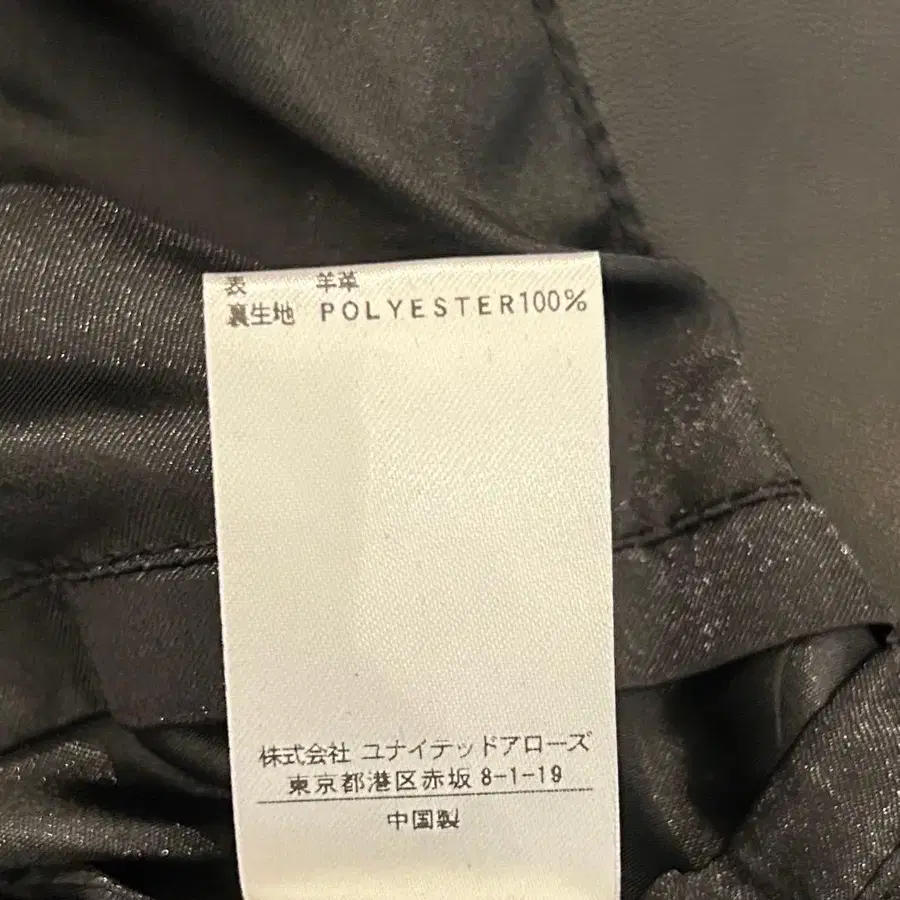 表 羊革
裏生地 POLYESTER100%
株式会社 ユナイテッドアローズ
東京都港区赤坂 8-1-19
中国製